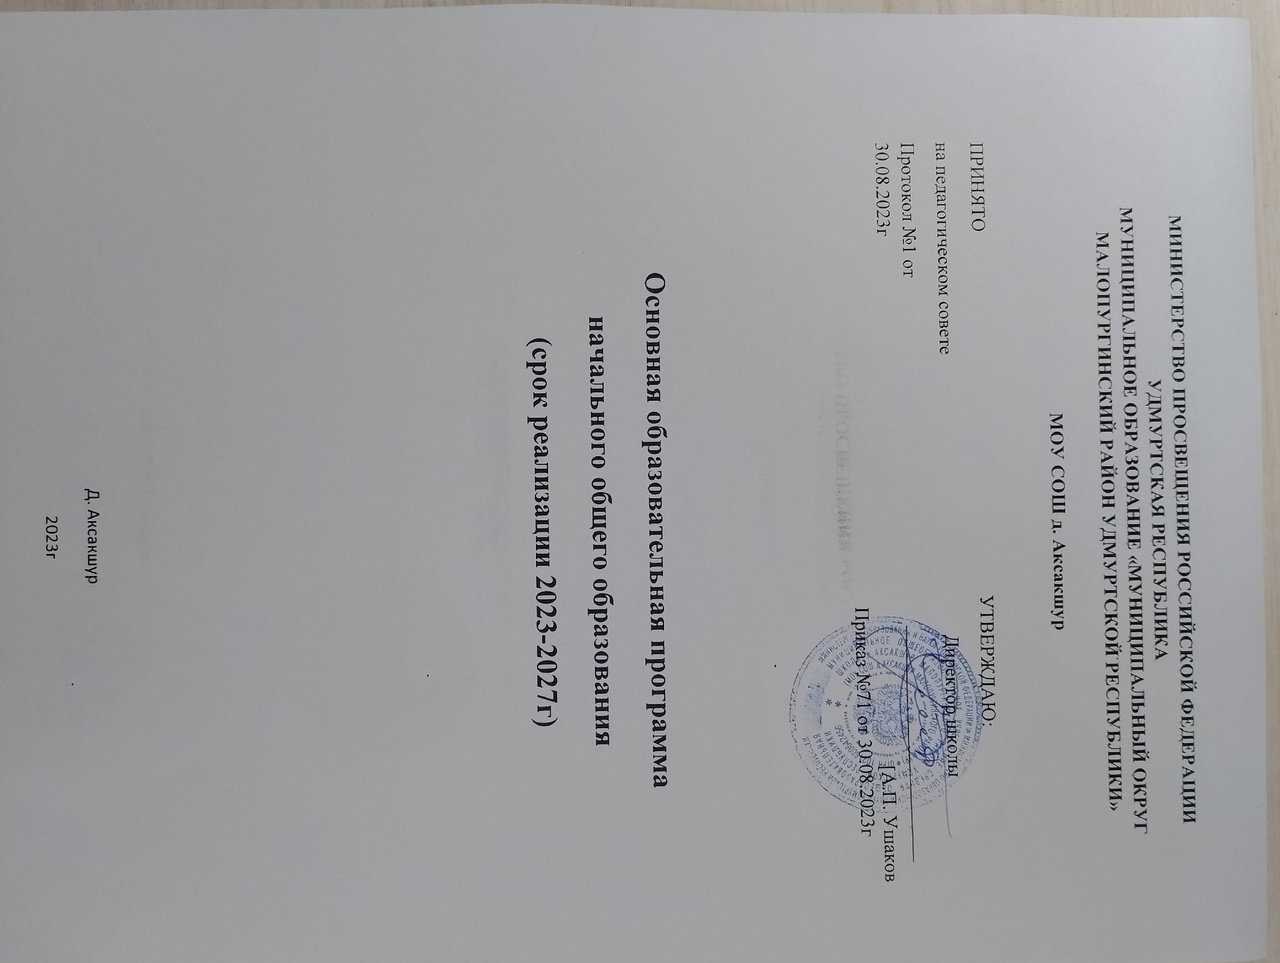 МИНИСТЕРСТВО ПРОСВЕЩЕНИЯ РОССИЙСКОЙ ФЕДЕРАЦИИ
УДМУРТСКАЯ РЕСПУБЛИКА
МУНИЦИПАЛЬНОЕ ОБРАЗОВАНИЕ «МУНИЦИПАЛЬНЫЙ ОКРУГ
МАЛОПУРГИНСКИЙ РАЙОН УДМУРТСКОЙ РЕСПУБЛИКИ»
МОУ СОШ д. Аксакшур
ПРИНЯТО
на педагогическом совете
Протокол №1 от
30.08.2023г
УТВЕРЖДАЮ:
Директор школы
[А.П. Ушаков
Приказ №71 от 30.08.2023г
Основная образовательная программа
начального общего образования
(срок реализации 2023-2027г)
Д. Аксакшур
2023г